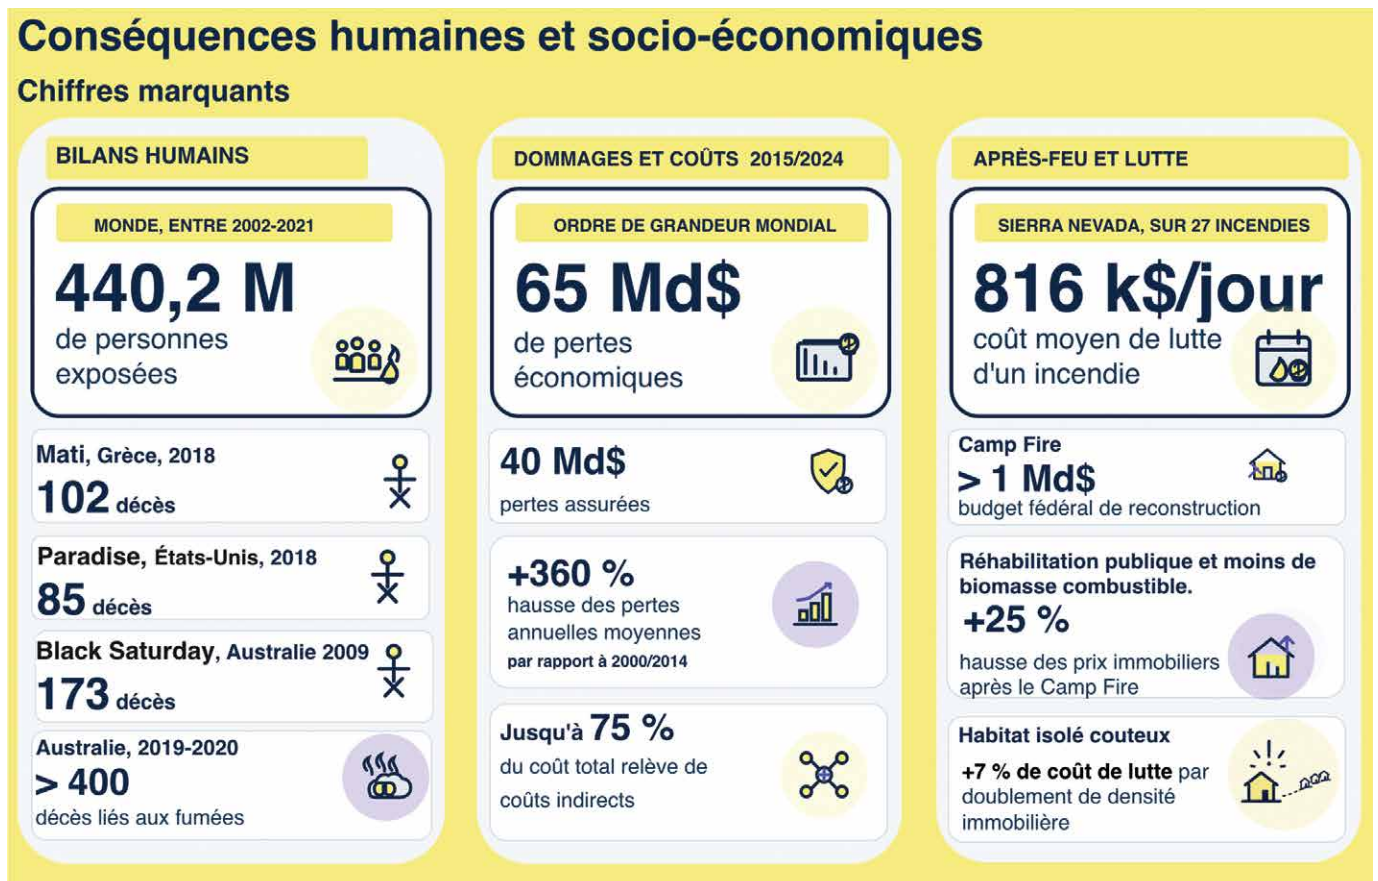 Conséquences humaines et socio-économiques
Chiffres marquants
BILANS HUMAINS
MONDE, ENTRE 2002-2021
440,2 M
de personnes
exposées
Mati, Grèce, 2018
102 décès
Paradise, États-Unis, 2018
85 décès
Black Saturday, Australie 2009
173 décès
Australie, 2019-2020
> 400
décès liés aux fumées
DOMMAGES ET COÛTS 2015/2024
ORDRE DE GRANDEUR MONDIAL
65 Md$
de pertes
économiques
40 Md$
pertes assurées
+360 %
hausse des pertes
annuelles moyennes
par rapport à 2000/2014
Jusqu'à 75 %
du coût total relève de
coûts indirects
APRÈS-FEU ET LUTTE
SIERRA NEVADA, SUR 27 INCENDIES
816 k$/jour
coût moyen de lutte
d'un incendie
Camp Fire
> 1 Md$
budget fédéral de reconstruction
Réhabilitation publique et moins de
biomasse combustible.
+25 %
hausse des prix immobiliers
après le Camp Fire
Habitat isolé couteux
+7 % de coût de lutte par
doublement de densité
immobilière